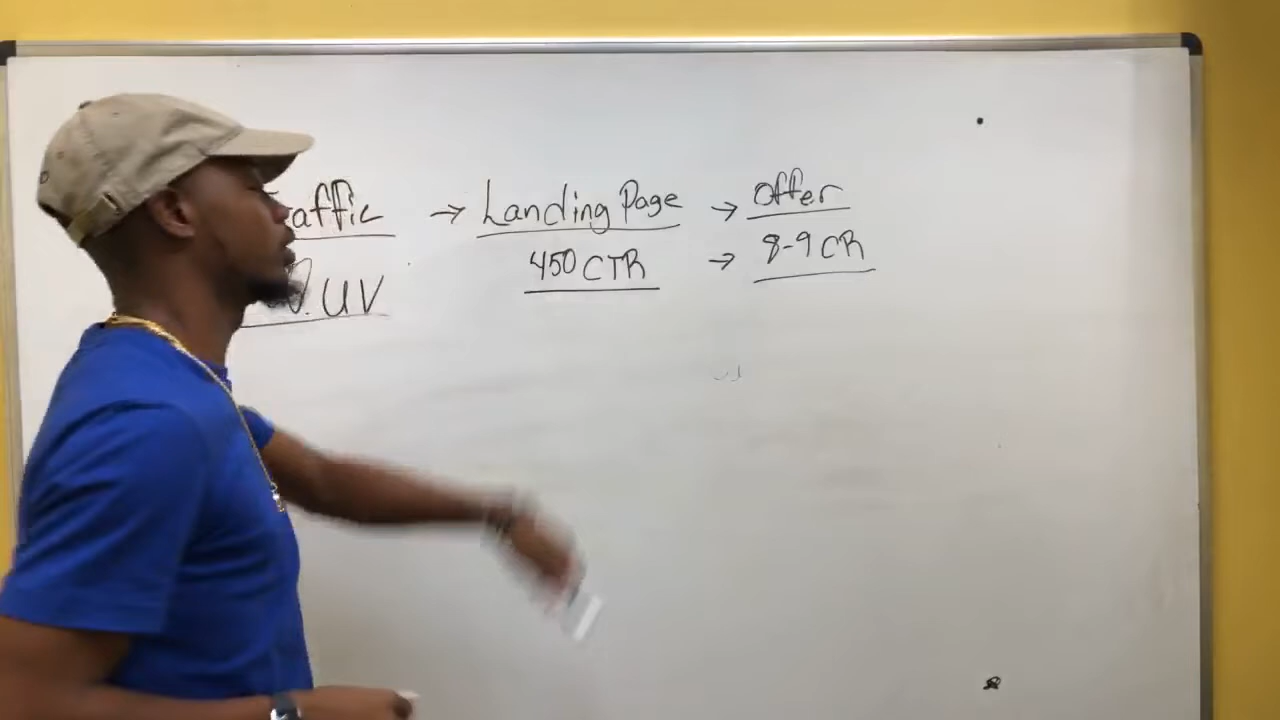 → Landing Page → Offer
UV 450 CTR → 8-9 CR